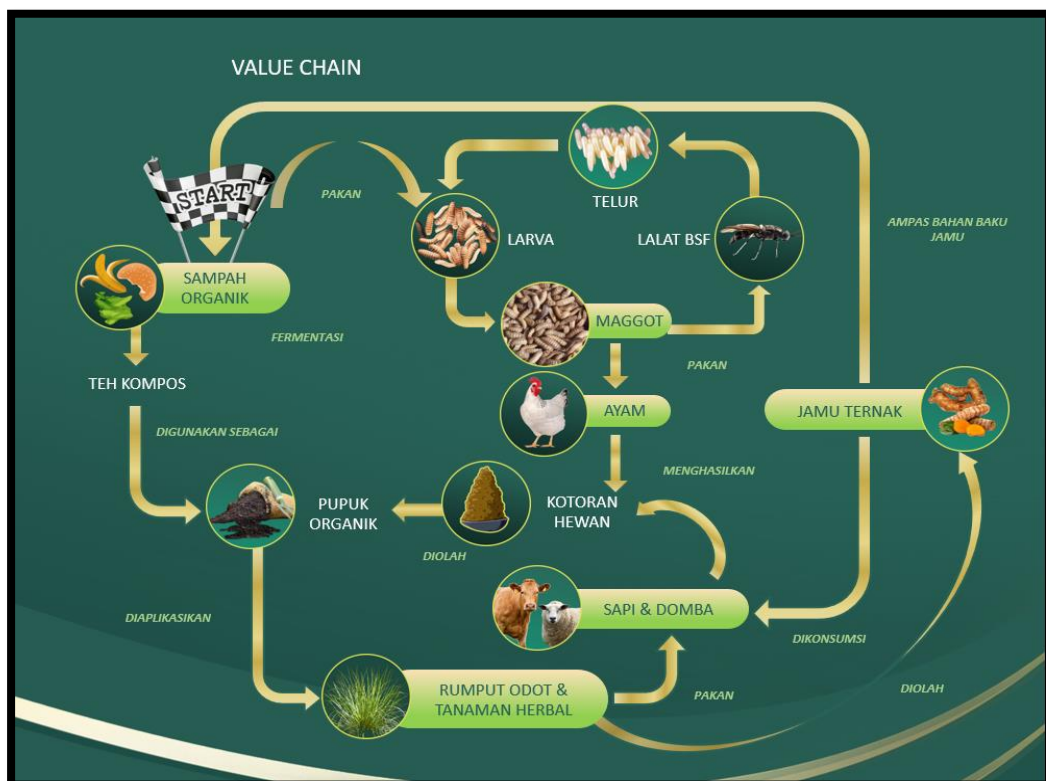 VALUE CHAIN
START
PAKAN
TELUR
LARVA
LALAT BSF
AMPAS BAHAN BAKU
JAMU
SAMPAH
ORGANIK
FERMENTASI
MAGGOT
PAKAN
TEH KOMPOS
AYAM
JAMU TERNAK
DIGUNAKAN SEBAGAI
MENGHASILKAN
PUPUK
ORGANIK
KOTORAN
HEWAN
DIOLAH
DIAPLIKASIKAN
SAPI & DOMBA
DIKONSUMSI
RUMPUT ODOT &
TANAMAN HERBAL
PAKAN
DIOLAH